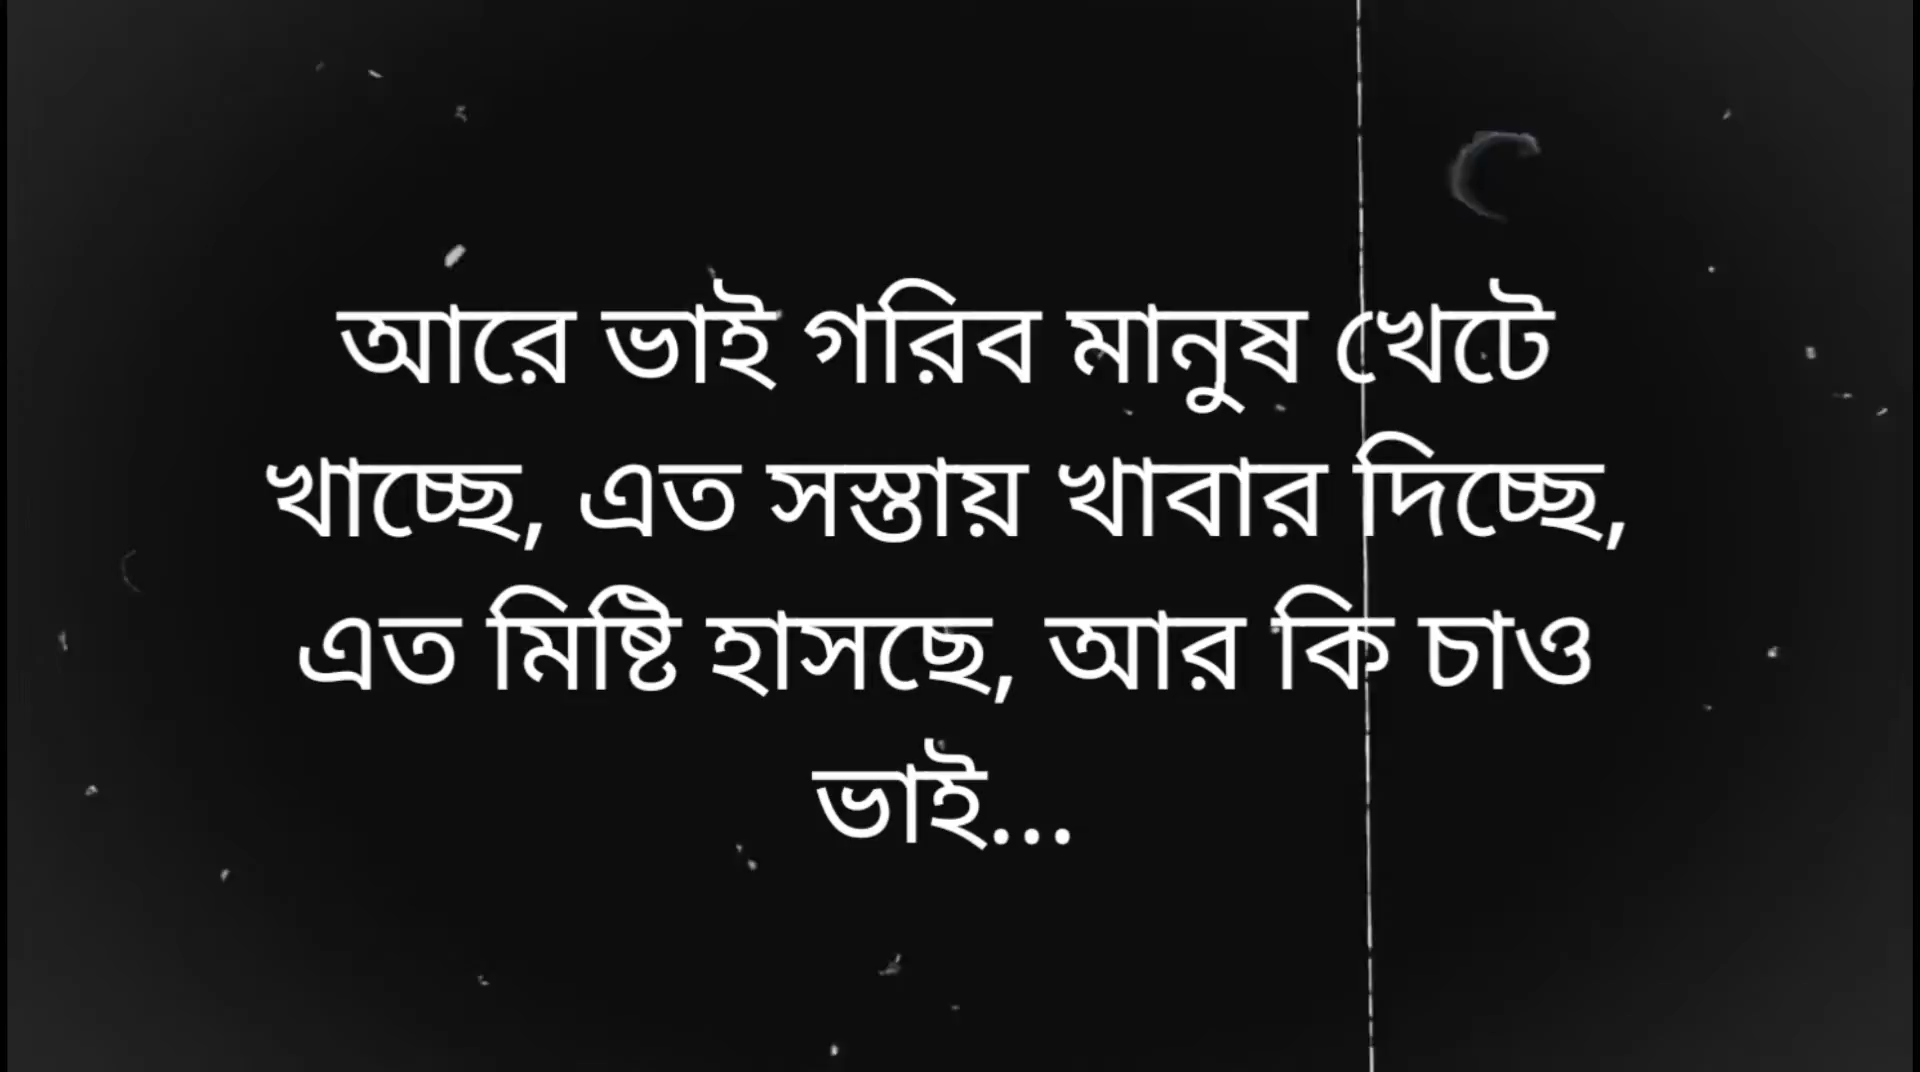 আরে ভাই গরিব মানুষ খেটে
খাচ্ছে, এত সস্তায় খাবার দিচ্ছে,
এত মিষ্টি হাসছে, আর কি চাও
ভাই...